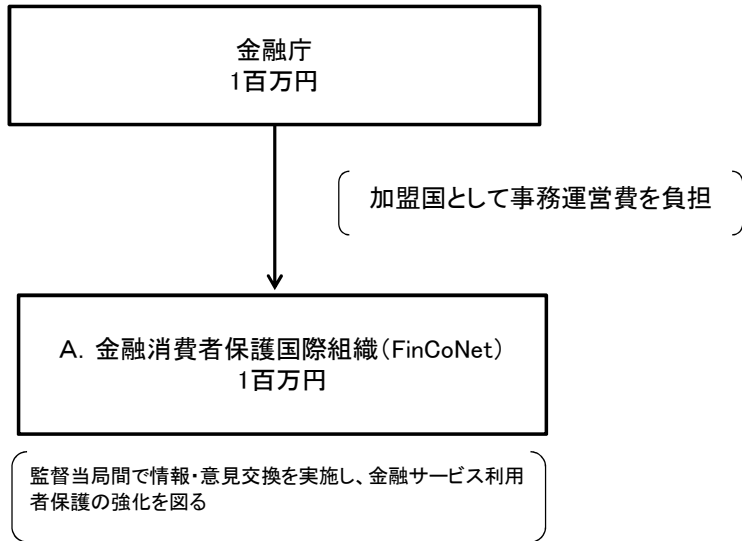 金融庁
1百万円
加盟国として事務運営費を負担
A．金融消費者保護国際組織（FinCoNet）
1百万円
監督当局間で情報・意見交換を実施し、金融サービス利用
者保護の強化を図る